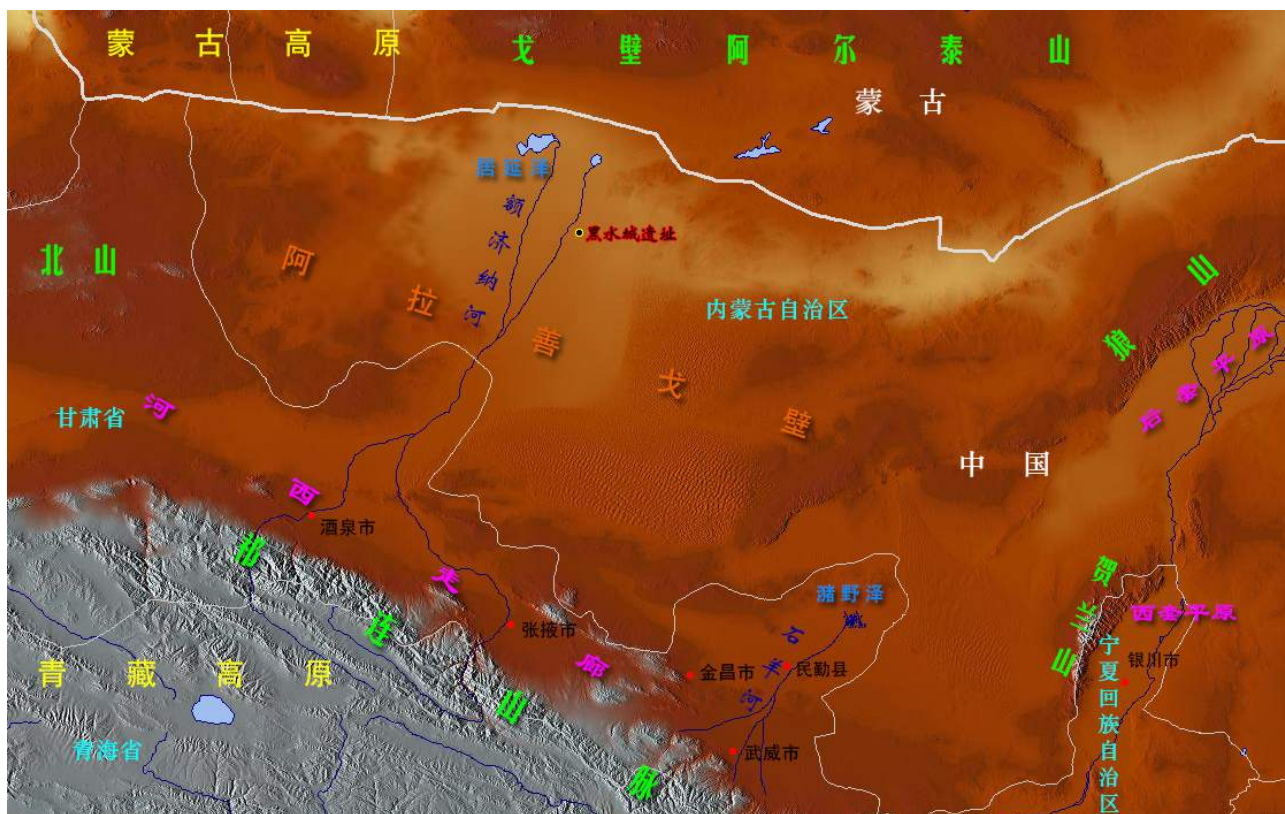 蒙古高原
戈壁阿尔泰山
蒙古
居延泽
额济纳河
黑水城遗址
北山
阿拉善戈壁
内蒙古自治区
狼山
后套平原
甘肃省
河西走廊
中国
酒泉市
祁连山脉
贺兰山
潴野泽
西套平原
张掖市
石羊河
宁夏回族自治区
金昌市
民勤县
银川市
青藏高原
青海省
武威市